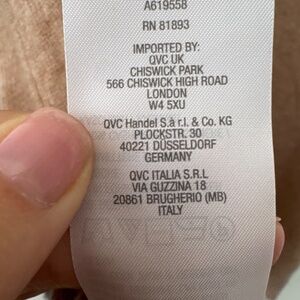 A619558
RN 81893
IMPORTED BY:
QVC UK
CHISWICK PARK
566 CHISWICK HIGH ROAD
LONDON
W4 5XU
QVC Handel S.à r.l. & Co. KG
PLOCKSTR. 30
40221 DÜSSELDORF
GERMANY
QVC ITALIA S.R.L
VIA GUZZINA 18
20861 BRUGHERIO (MB)
ITALY